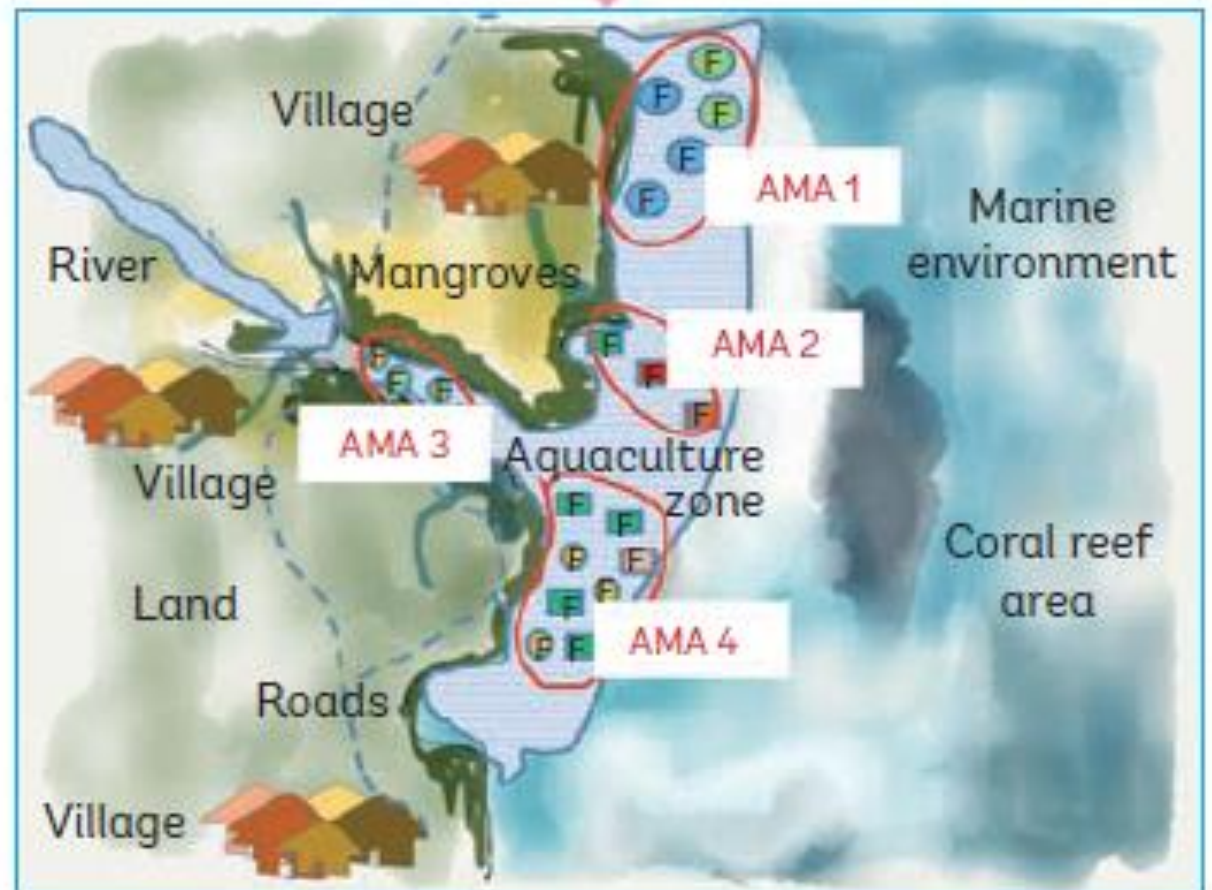 Village
F
F
F
F
F
AMA 1
Marine
environment
River
Mangroves
F
F
F
AMA 2
F
F
F
AMA 3
Village
Aquaculture
zone
F
F
F
F
F
F
F
F
AMA 4
Coral reef
area
Land
Roads
Village